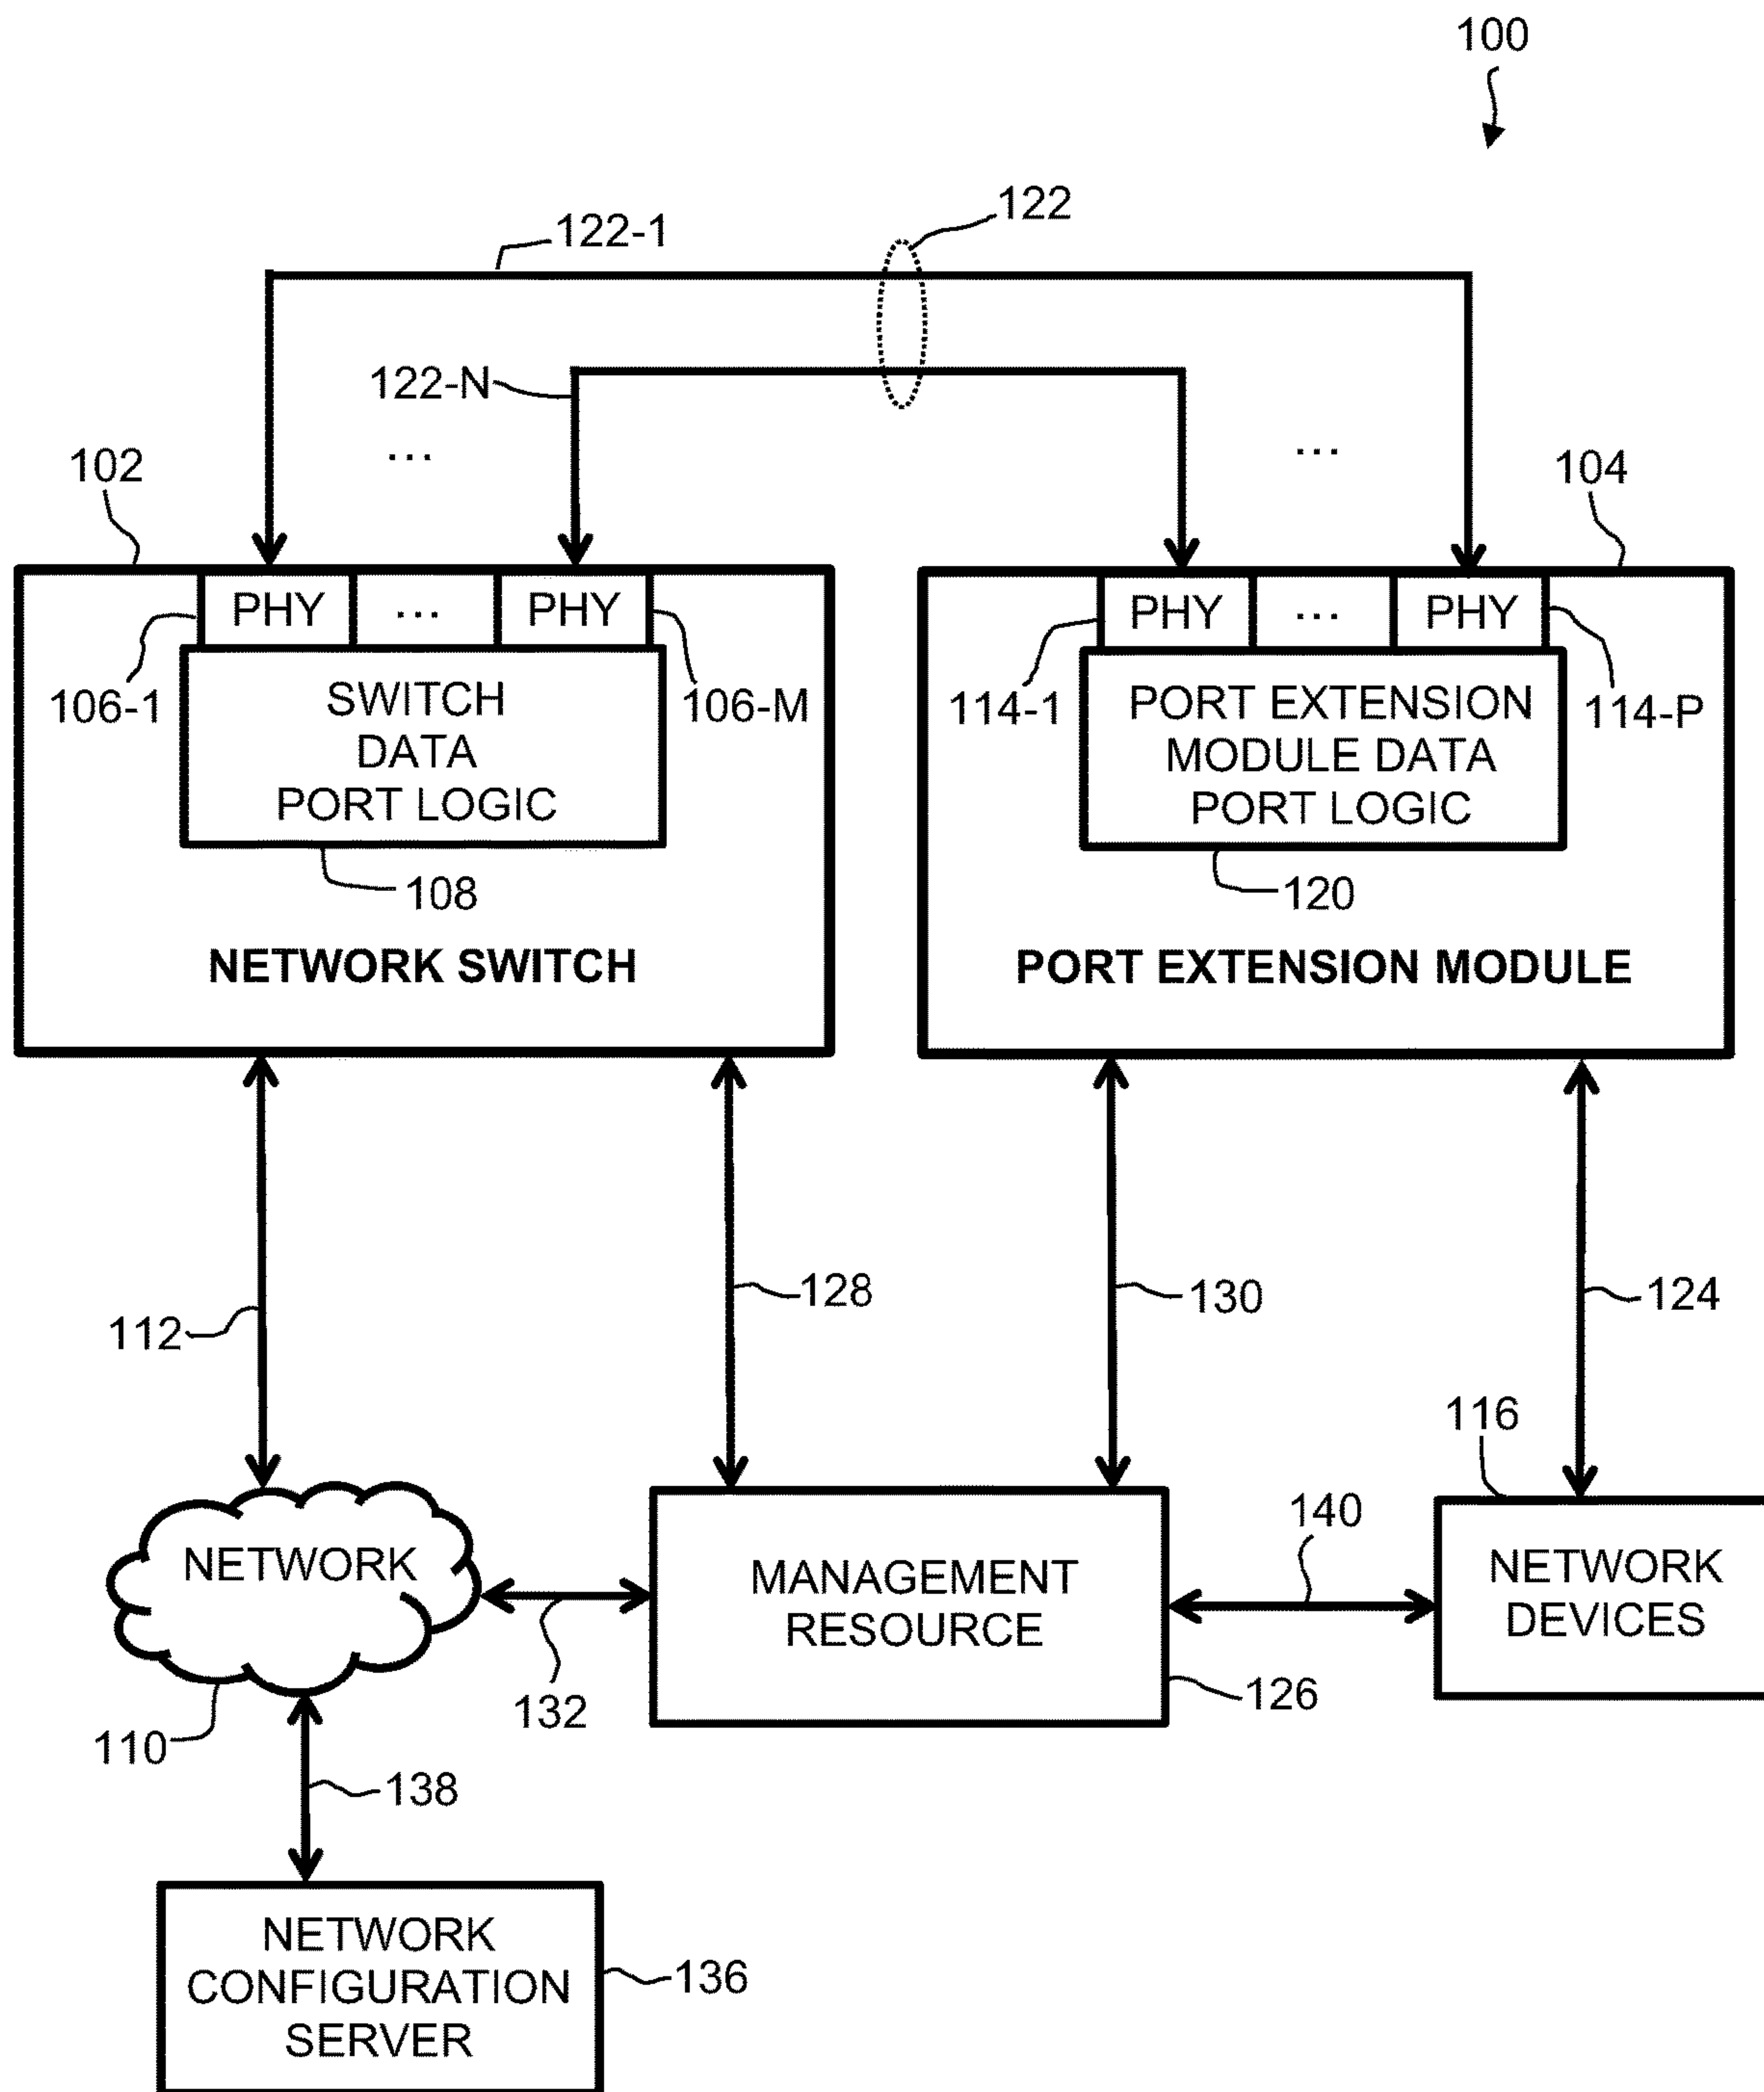 100
122
122-1
122-N
...
...
102
104
PHY
...
PHY
PHY
...
PHY
106-1
106-M
114-1
114-P
SWITCH
DATA
PORT LOGIC
PORT EXTENSION
MODULE DATA
PORT LOGIC
108
120
NETWORK SWITCH
PORT EXTENSION MODULE
112
128
130
124
116
140
NETWORK
MANAGEMENT
RESOURCE
NETWORK
DEVICES
132
126
110
138
NETWORK
CONFIGURATION
SERVER
136